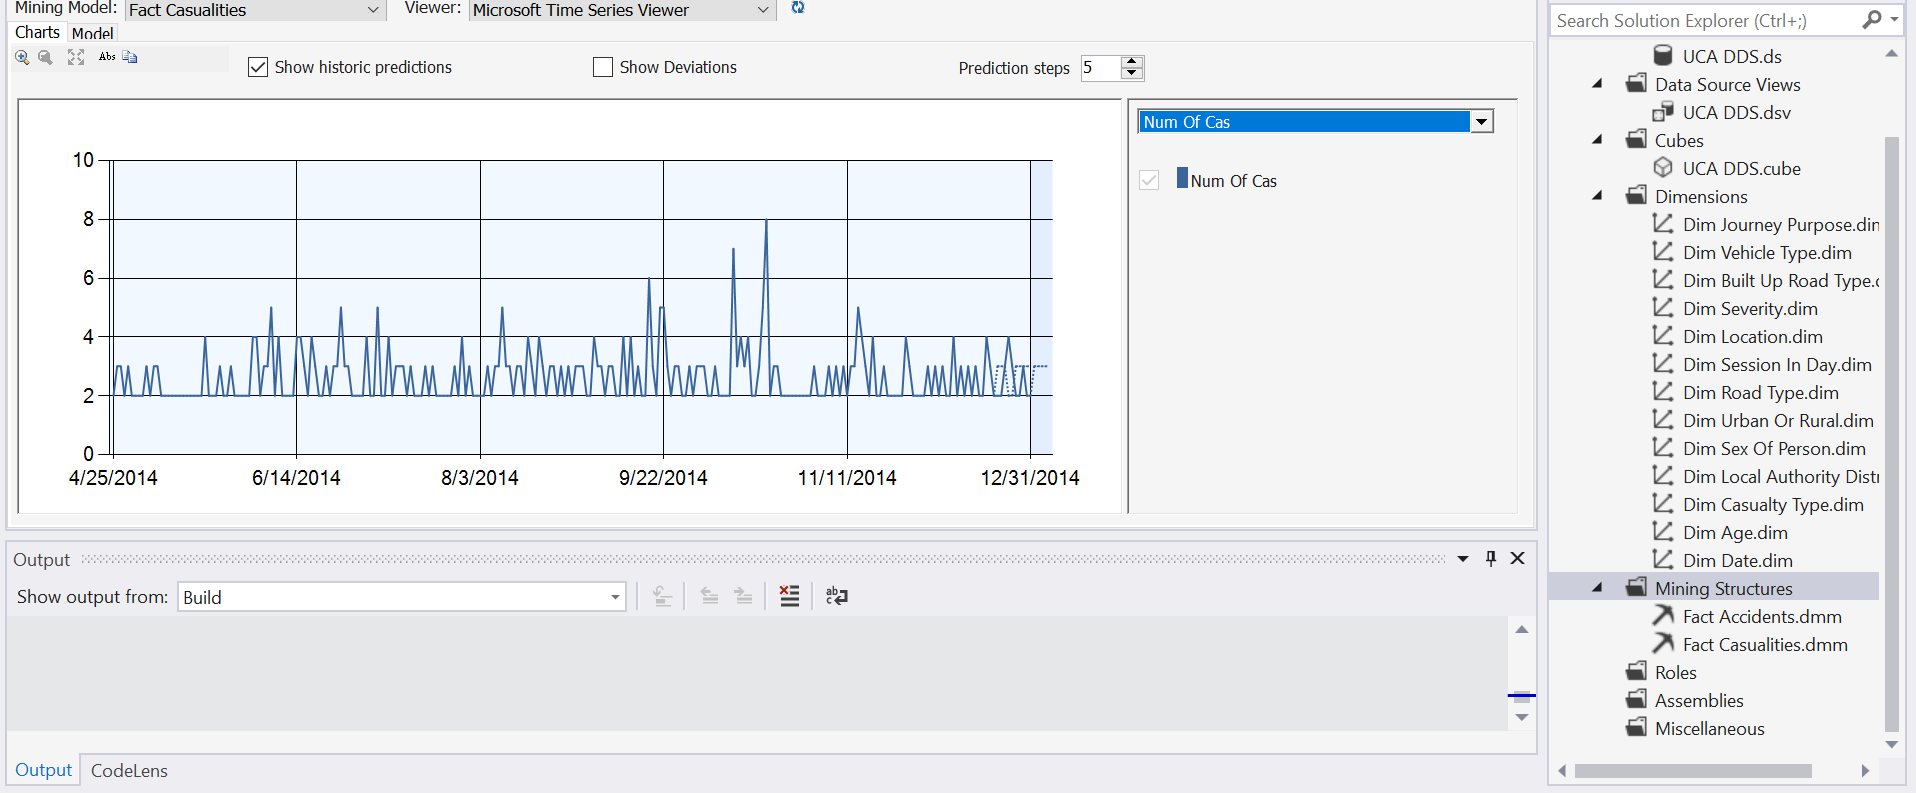 Mining Model: Fact Casualities Viewer: Microsoft Time Series Viewer
Charts Model
Abs
Show historic predictions Show Deviations Prediction steps 5
10
8
6
4
2
0
4/25/2014 6/14/2014 8/3/2014 9/22/2014 11/11/2014 12/31/2014
Num Of Cas
Num Of Cas
Output
Show output from: Build
Output CodeLens
Search Solution Explorer (Ctrl+;)
UCA DDS.ds
Data Source Views
UCA DDS.dsv
Cubes
UCA DDS.cube
Dimensions
Dim Journey Purpose.din
Dim Vehicle Type.dim
Dim Built Up Road Type.
Dim Severity.dim
Dim Location.dim
Dim Session In Day.dim
Dim Road Type.dim
Dim Urban Or Rural.dim
Dim Sex Of Person.dim
Dim Local Authority Distr
Dim Casualty Type.dim
Dim Age.dim
Dim Date.dim
Mining Structures
Fact Accidents.dmm
Fact Casualities.dmm
Roles
Assemblies
Miscellaneous